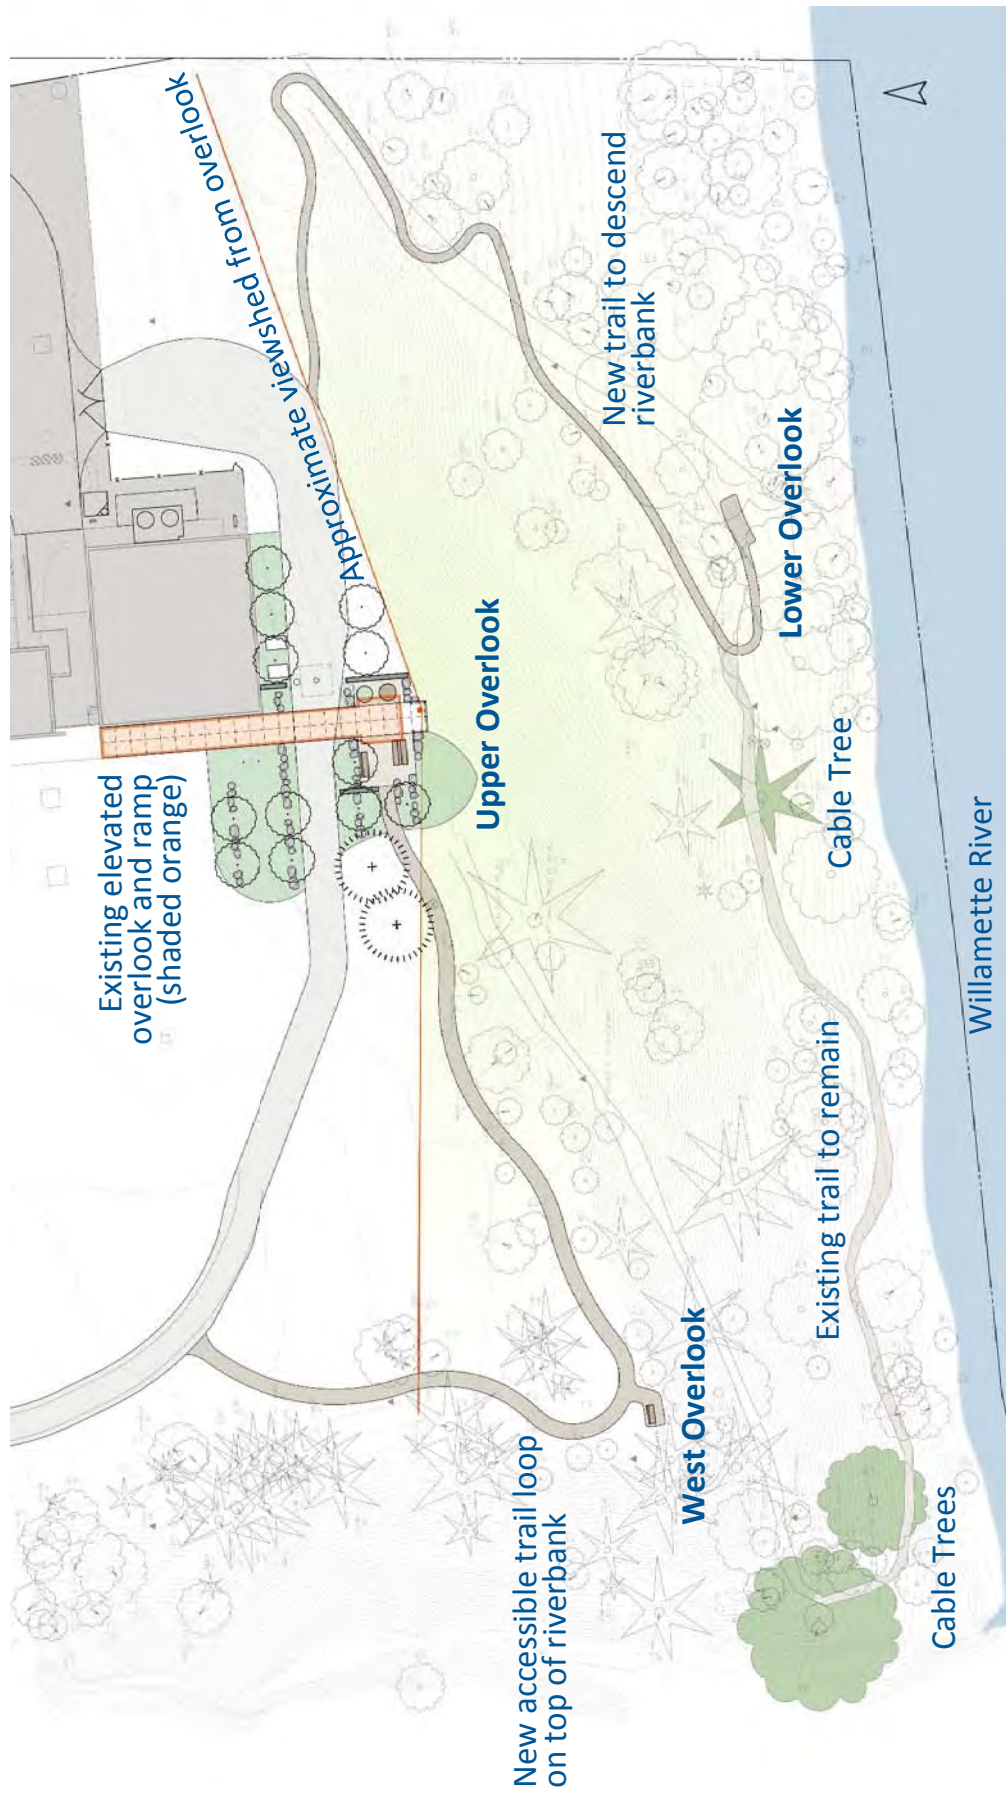 Existing elevated
overlook and ramp
(shaded orange)
Approximate viewshed from overlook
New trail to descend
riverbank
Upper Overlook
Lower Overlook
Cable Tree
Existing trail to remain
West Overlook
New accessible trail loop
on top of riverbank
Cable Trees
Willamette River